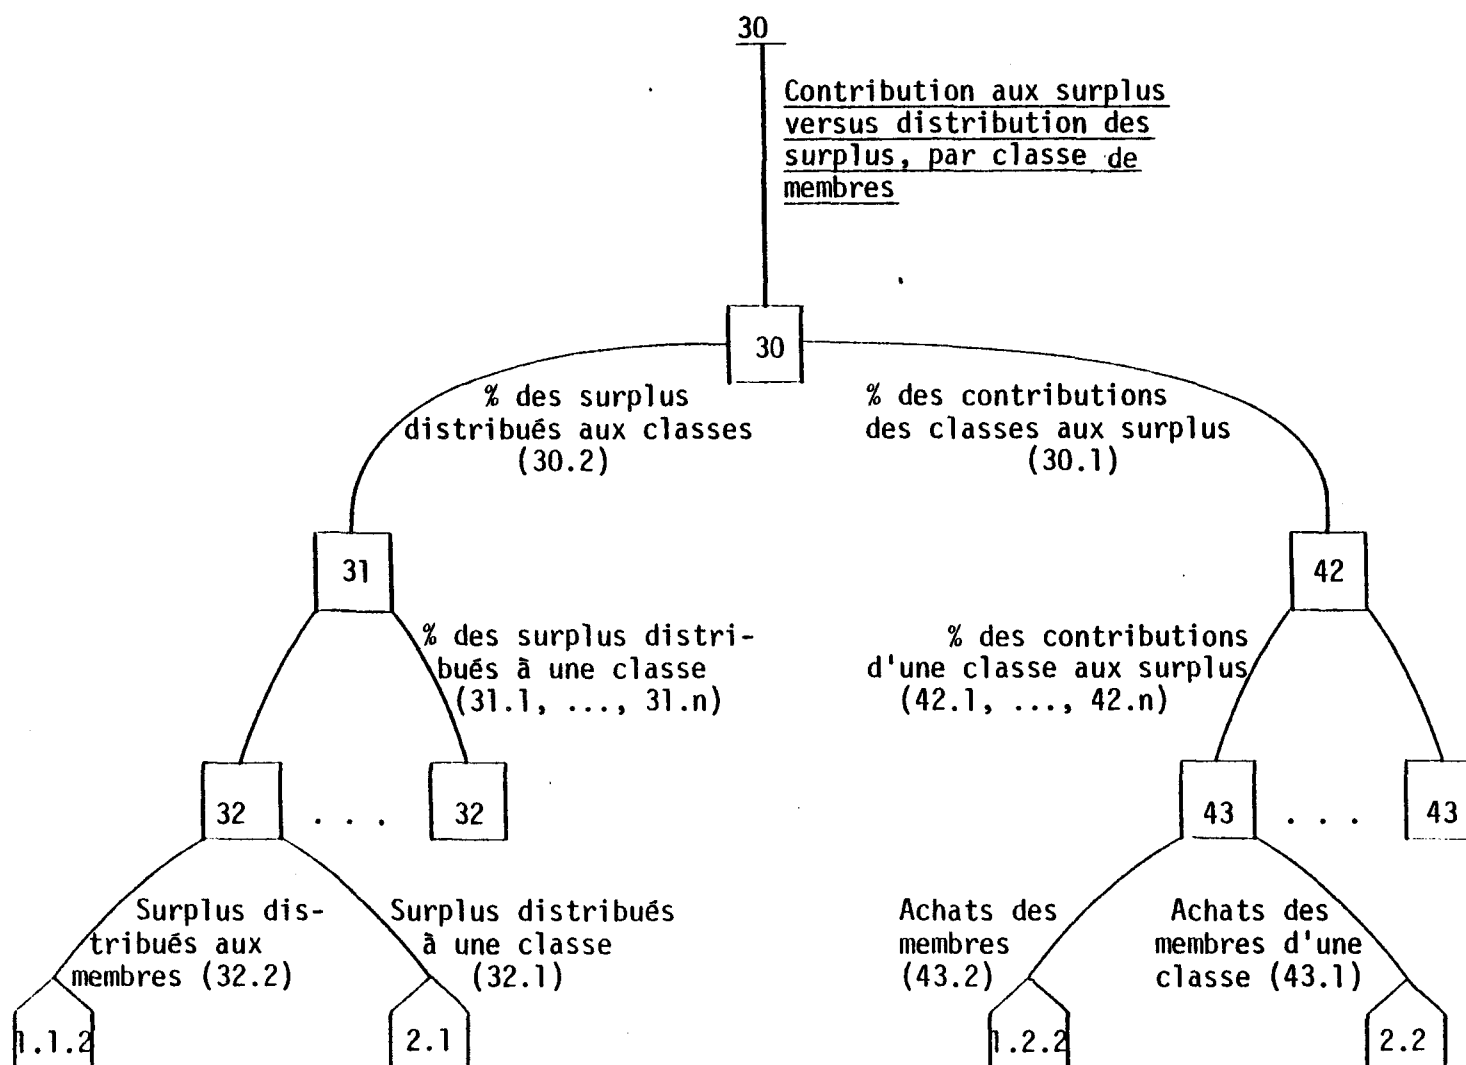 30
Contribution aux surplus
versus distribution des
surplus, par classe de
membres
30
% des surplus
distribués aux classes
(30.2)
% des contributions
des classes aux surplus
(30.1)
31
42
% des surplus distri-
bués à une classe
(31.1, ..., 31.n)
% des contributions
d'une classe aux surplus
(42.1, ..., 42.n)
32
. . .
32
43
. . .
43
Surplus dis-
tribués aux
membres (32.2)
Surplus distribués
à une classe
(32.1)
Achats des
membres
(43.2)
Achats des
membres d'une
classe (43.1)
1.1.2
2.1
1.2.2
2.2